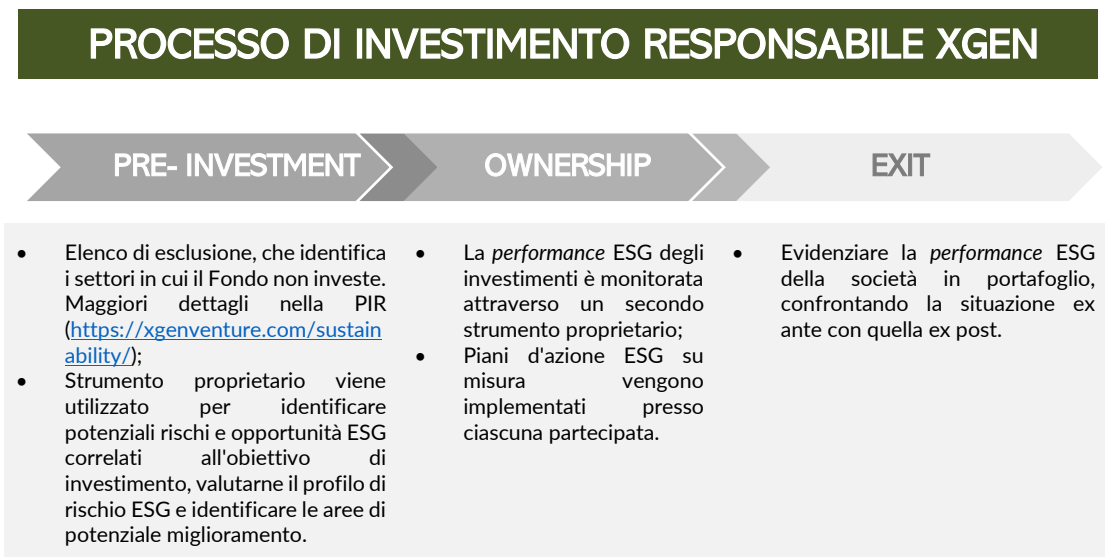 PROCESSO DI INVESTIMENTO RESPONSABILE XGEN
PRE- INVESTMENT
OWNERSHIP
EXIT
• Elenco di esclusione, che identifica
i settori in cui il Fondo non investe.
Maggiori dettagli nella PIR
(https://xgenventure.com/sustain
ability/);
• Strumento proprietario viene
utilizzato per identificare
potenziali rischi e opportunità ESG
correlati all'obiettivo di
investimento, valutarne il profilo di
rischio ESG e identificare le aree di
potenziale miglioramento.
• La performance ESG degli
investimenti è monitorata
attraverso un secondo
strumento proprietario;
• Piani d'azione ESG su
misura vengono
implementati presso
ciascuna partecipata.
• Evidenziare la performance ESG
della società in portafoglio,
confrontando la situazione ex
ante con quella ex post.